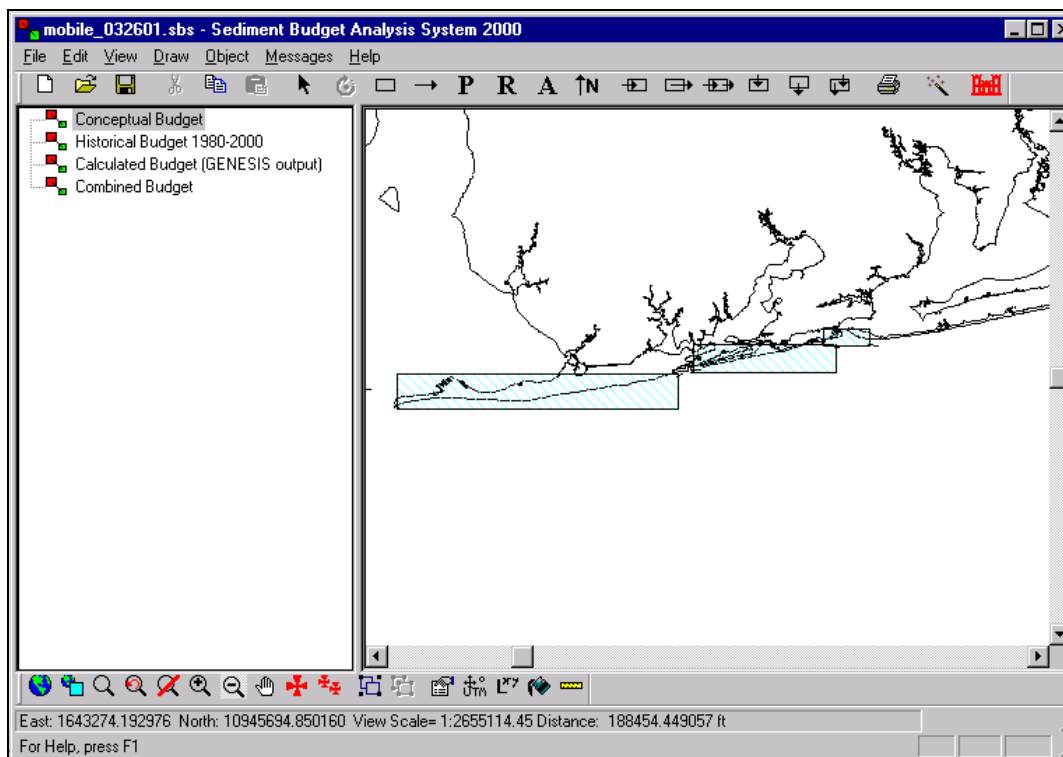 mobile_032601.sbs - Sediment Budget Analysis System 2000
File Edit View Draw Object Messages Help
P R A N
Conceptual Budget
Historical Budget 1980-2000
Calculated Budget (GENESIS output)
Combined Budget
UTM XY
East: 1643274.192976 North: 10945694.850160 View Scale= 1:2655114.45 Distance: 188454.449057 ft
For Help, press F1